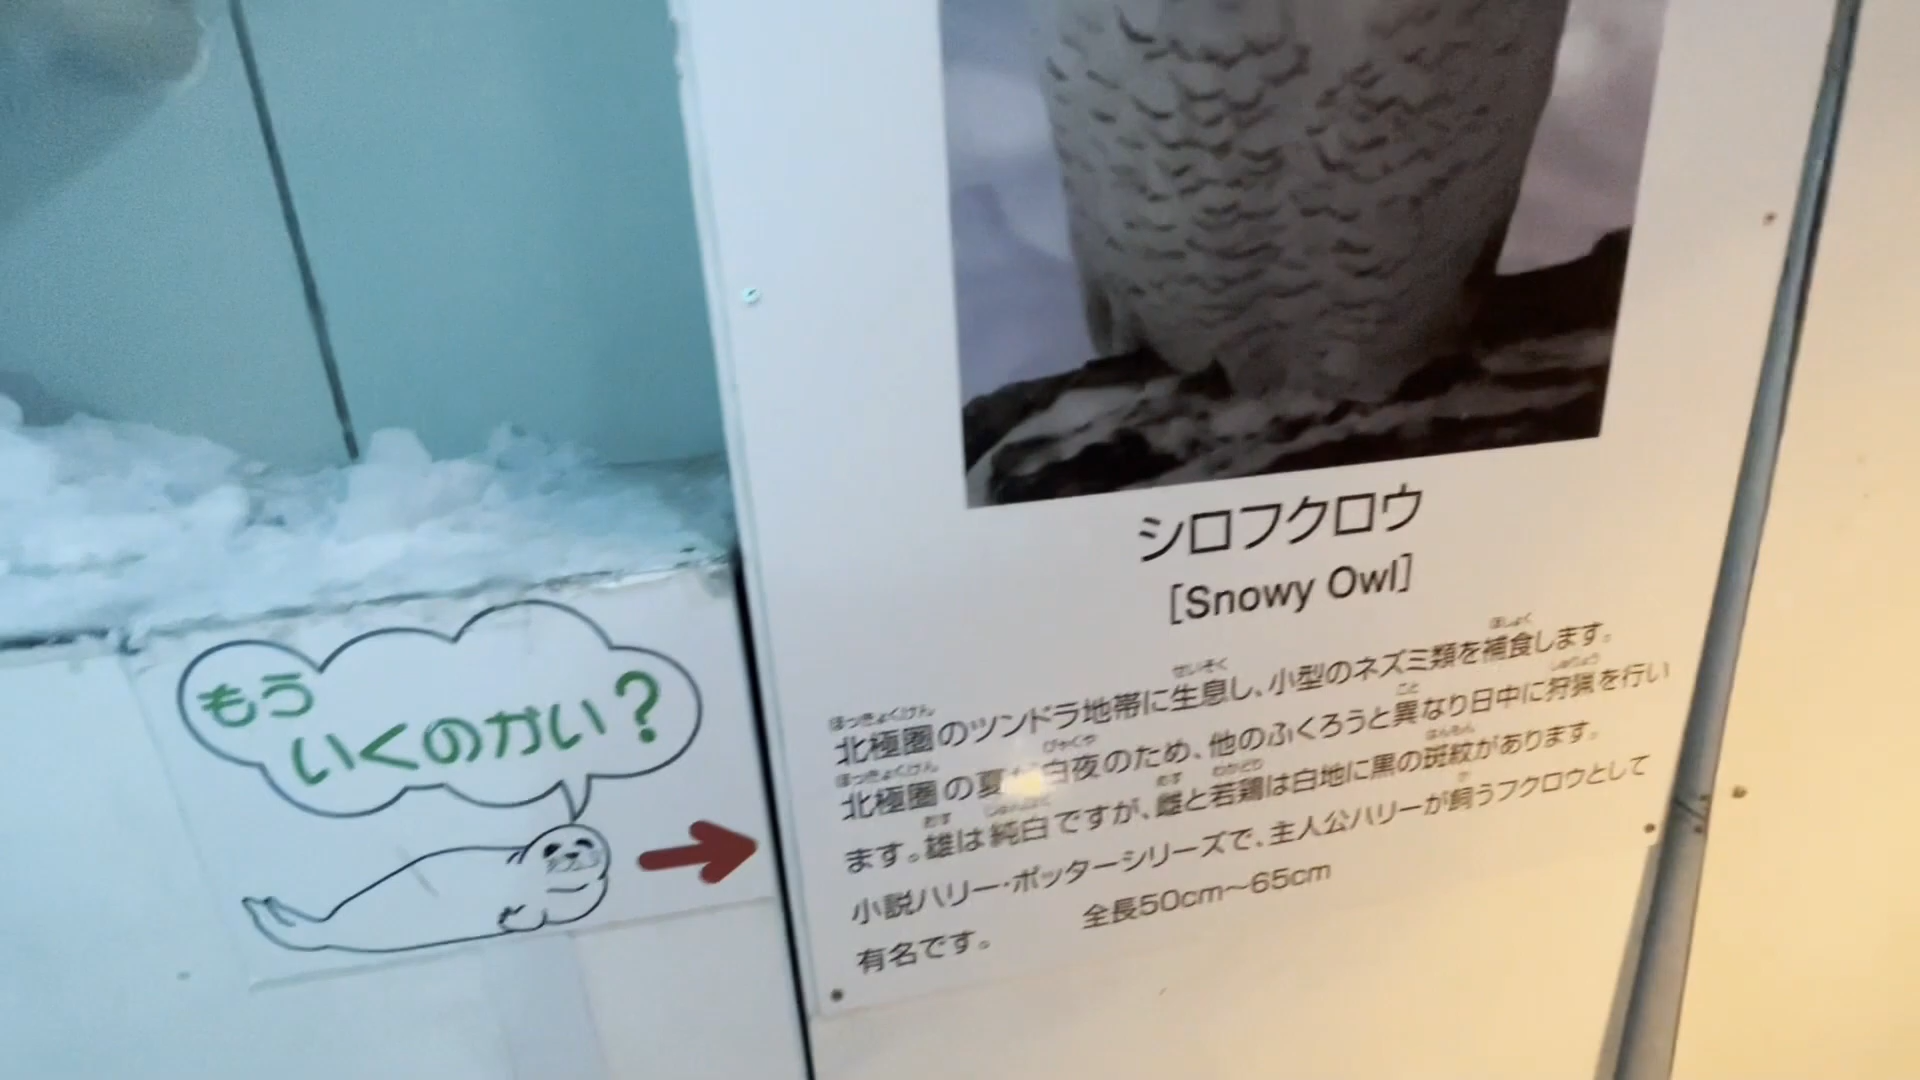 もう
いくのかい?
シロフクロウ
[Snowy Owl]
北極圏のツンドラ地帯に生息し、小型のネズミ類を補食します。
北極圏の夏は白夜のため、他のふくろうと異なり日中に狩猟を行い
ます。雄は純白ですが、雌と若鶏は白地に黒の斑紋があります。
小説ハリー・ポッターシリーズで、主人公ハリーが飼うフクロウとして
有名です。 全長50cm~65cm